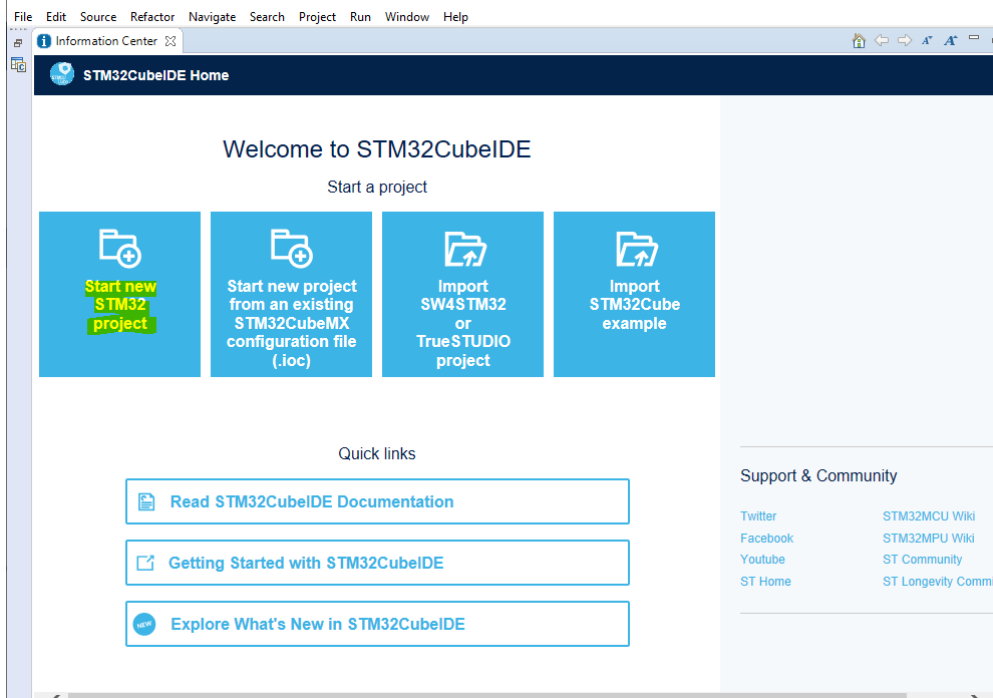 File Edit Source Refactor Navigate Search Project Run Window Help
Information Center
STM32CubeIDE Home
Welcome to STM32CubeIDE
Start a project
Start new
STM32
project
Start new project
from an existing
STM32CubeMX
configuration file
(.ioc)
Import
SW4STM32
or
TrueSTUDIO
project
Import
STM32Cube
example
Quick links
Read STM32CubeIDE Documentation
Getting Started with STM32CubeIDE
NEW
Explore What's New in STM32CubeIDE
Support & Community
Twitter
STM32MCU Wiki
Facebook
STM32MPU Wiki
Youtube
ST Community
ST Home
ST Longevity